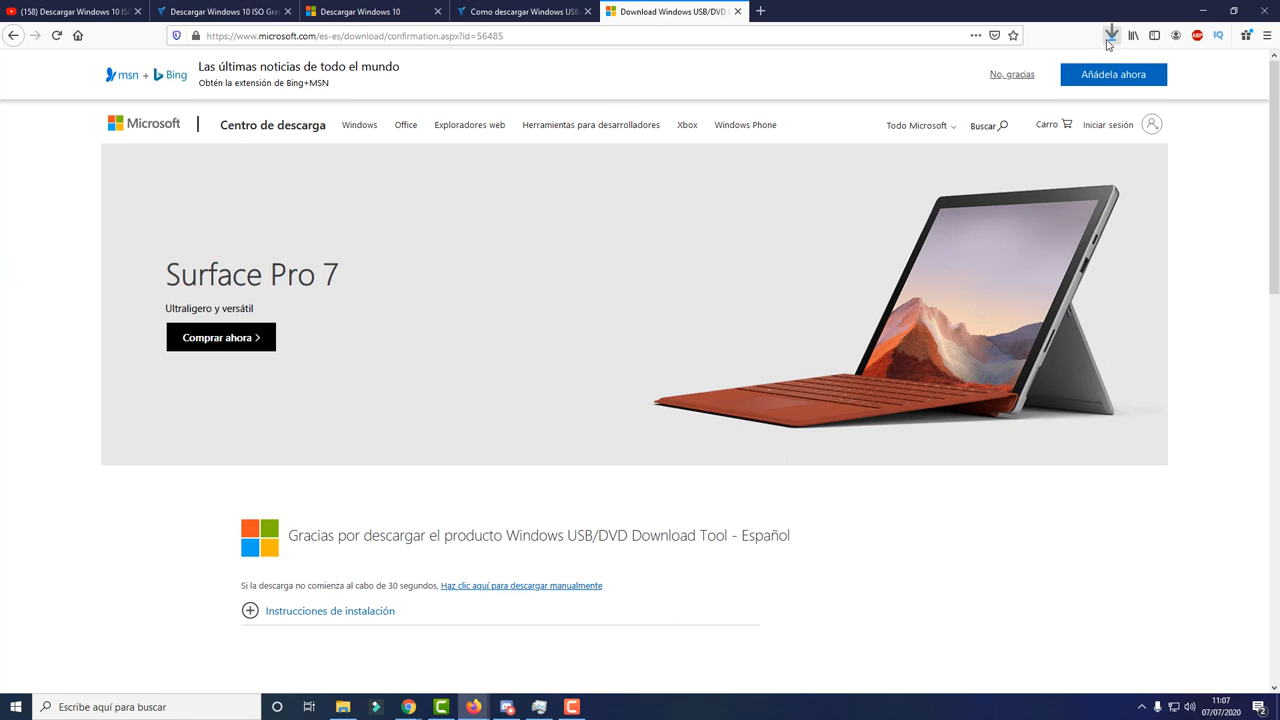 (158) Descargar Windows 10 ISO
Descargar Windows 10 ISO Gra
Descargar Windows 10
Como descargar Windows USB
Download Windows USB/DVD
https://www.microsoft.com/es-es/download/confirmation.aspx?id=56485
ABP
IQ
msn + Bing
Las últimas noticias de todo el mundo
Obtén la extensión de Bing+MSN
No, gracias
Añádela ahora
Microsoft
Centro de descarga
Windows
Office
Exploradores web
Herramientas para desarrolladores
Xbox
Windows Phone
Todo Microsoft
Buscar
Carro
Iniciar sesión
Surface Pro 7
Ultraligero y versátil
Comprar ahora
Gracias por descargar el producto Windows USB/DVD Download Tool - Español
Si la descarga no comienza al cabo de 30 segundos, Haz clic aquí para descargar manualmente
Instrucciones de instalación
Escribe aquí para buscar
11:07
07/07/2020
2